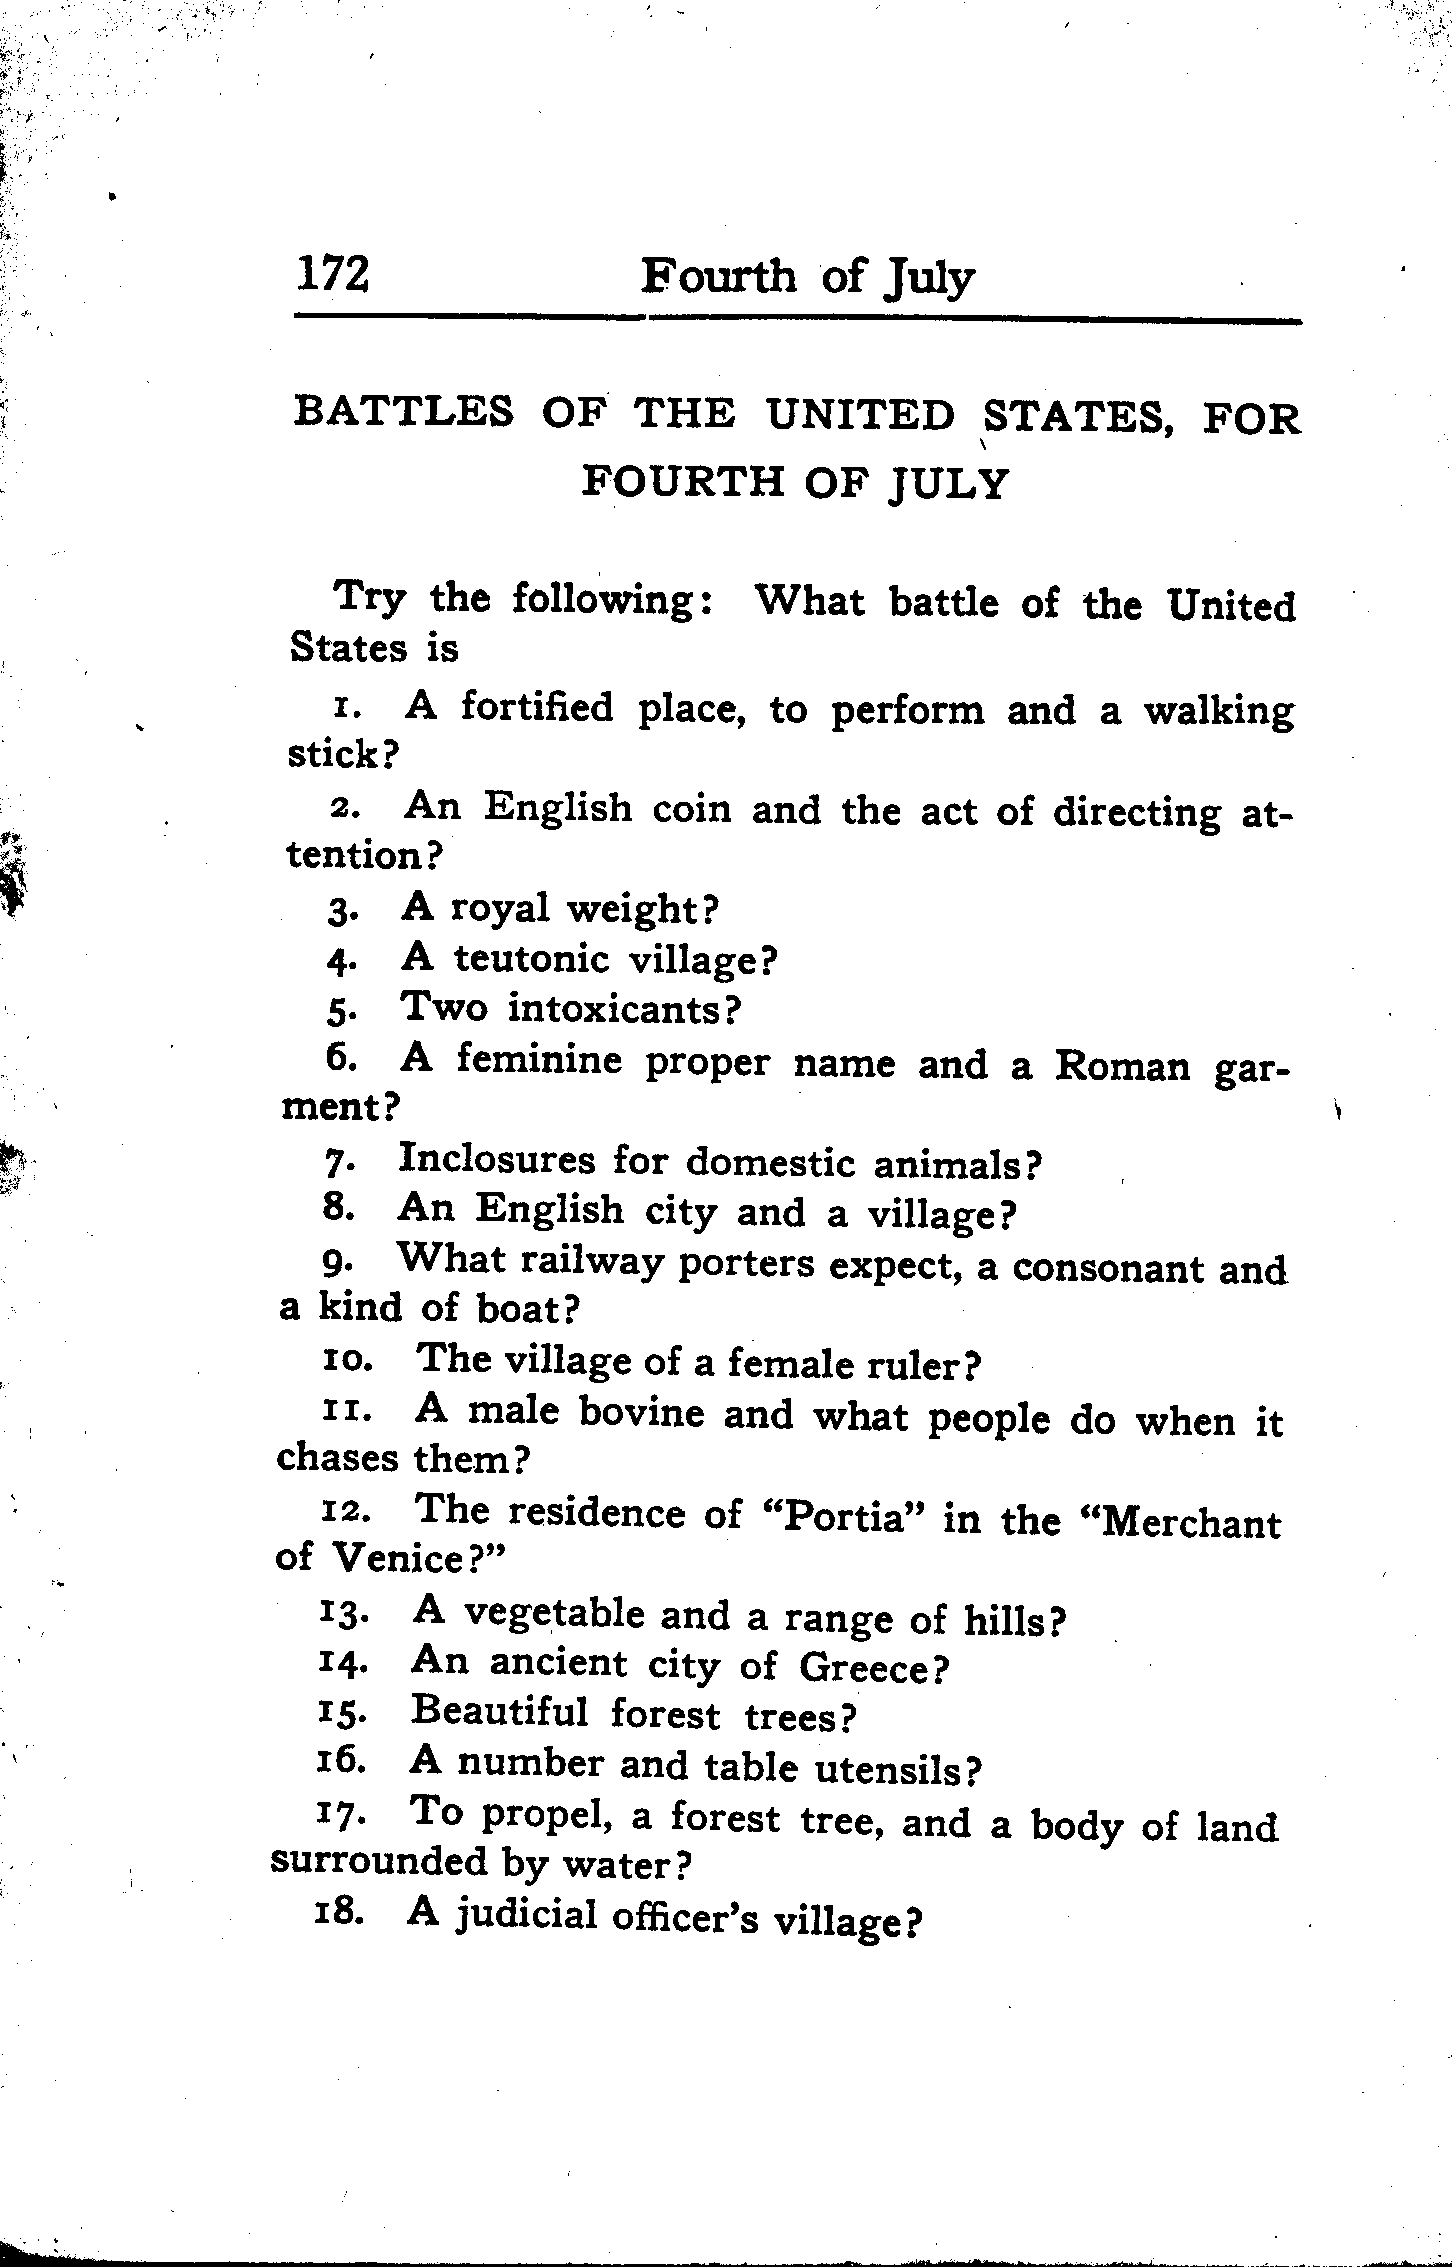 172 Fourth of July
BATTLES OF THE UNITED STATES, FOR
FOURTH OF JULY
Try the following: What battle of the United
States is
1. A fortified place, to perform and a walking
stick?
2. An English coin and the act of directing at-
tention?
3. A royal weight?
4. A teutonic village?
5. Two intoxicants?
6. A feminine proper name and a Roman gar-
ment?
7. Inclosures for domestic animals?
8. An English city and a village?
9. What railway porters expect, a consonant and
a kind of boat?
10. The village of a female ruler?
11. A male bovine and what people do when it
chases them?
12. The residence of “Portia” in the “Merchant
of Venice?”
13. A vegetable and a range of hills?
14. An ancient city of Greece?
15. Beautiful forest trees?
16. A number and table utensils?
17. To propel, a forest tree, and a body of land
surrounded by water?
18. A judicial officer’s village?